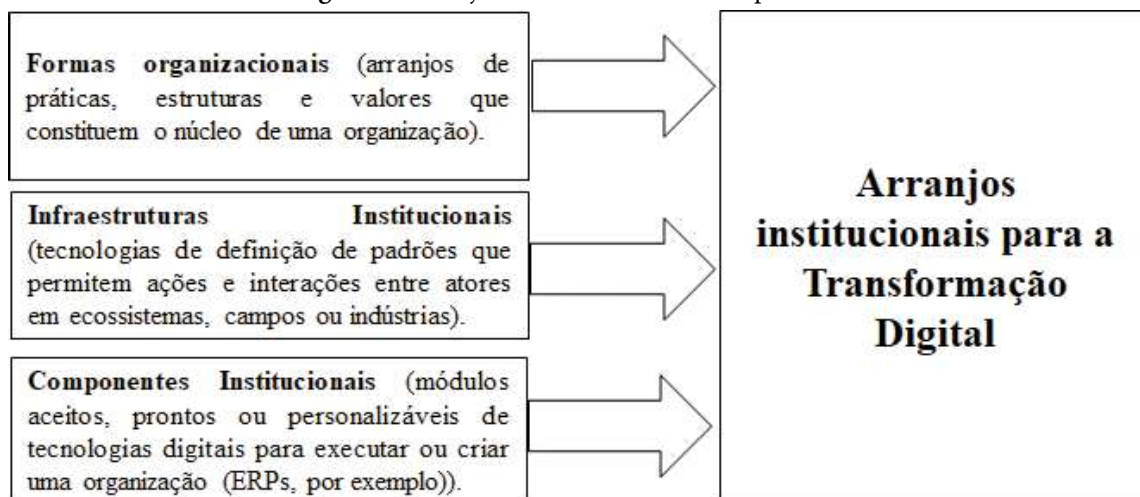 Formas organizacionais (arranjos de
práticas, estruturas e valores que
constituem o núcleo de uma organização).
Infraestruturas Institucionais
(tecnologias de definição de padrões que
permitem ações e interações entre atores
em ecossistemas, campos ou indústrias).
Componentes Institucionais (módulos
aceitos, prontos ou personalizáveis de
tecnologias digitais para executar ou criar
uma organização (ERPs, por exemplo)).
Arranjos
institucionais para a
Transformação
Digital